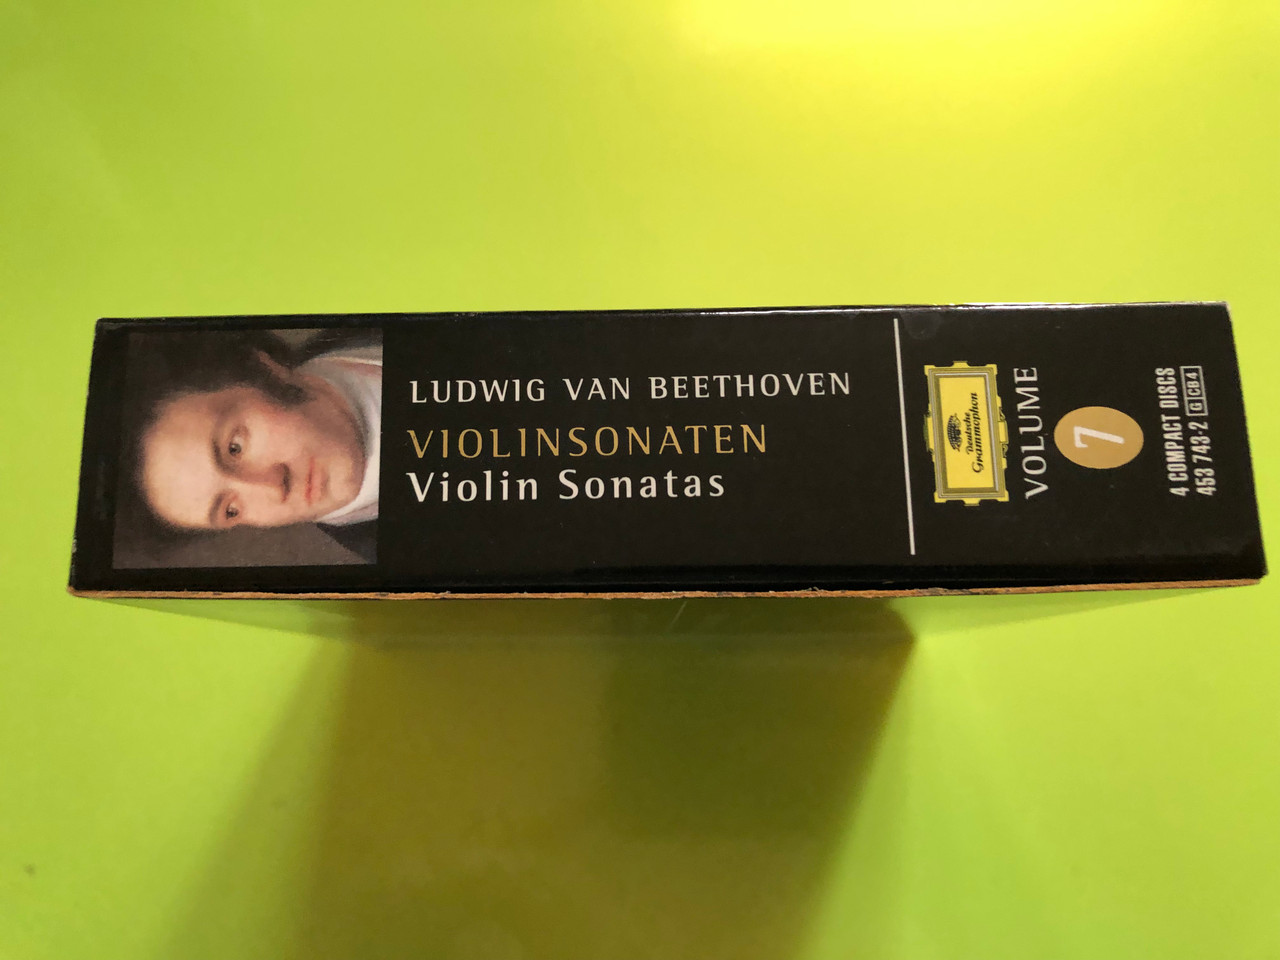 LUDWIG VAN BEETHOVEN
VIOLINSONATEN
Violin Sonatas
Deutsche
Grammophon
VOLUME
7
4 COMPACT DISCS
453 743-2 G CB 4